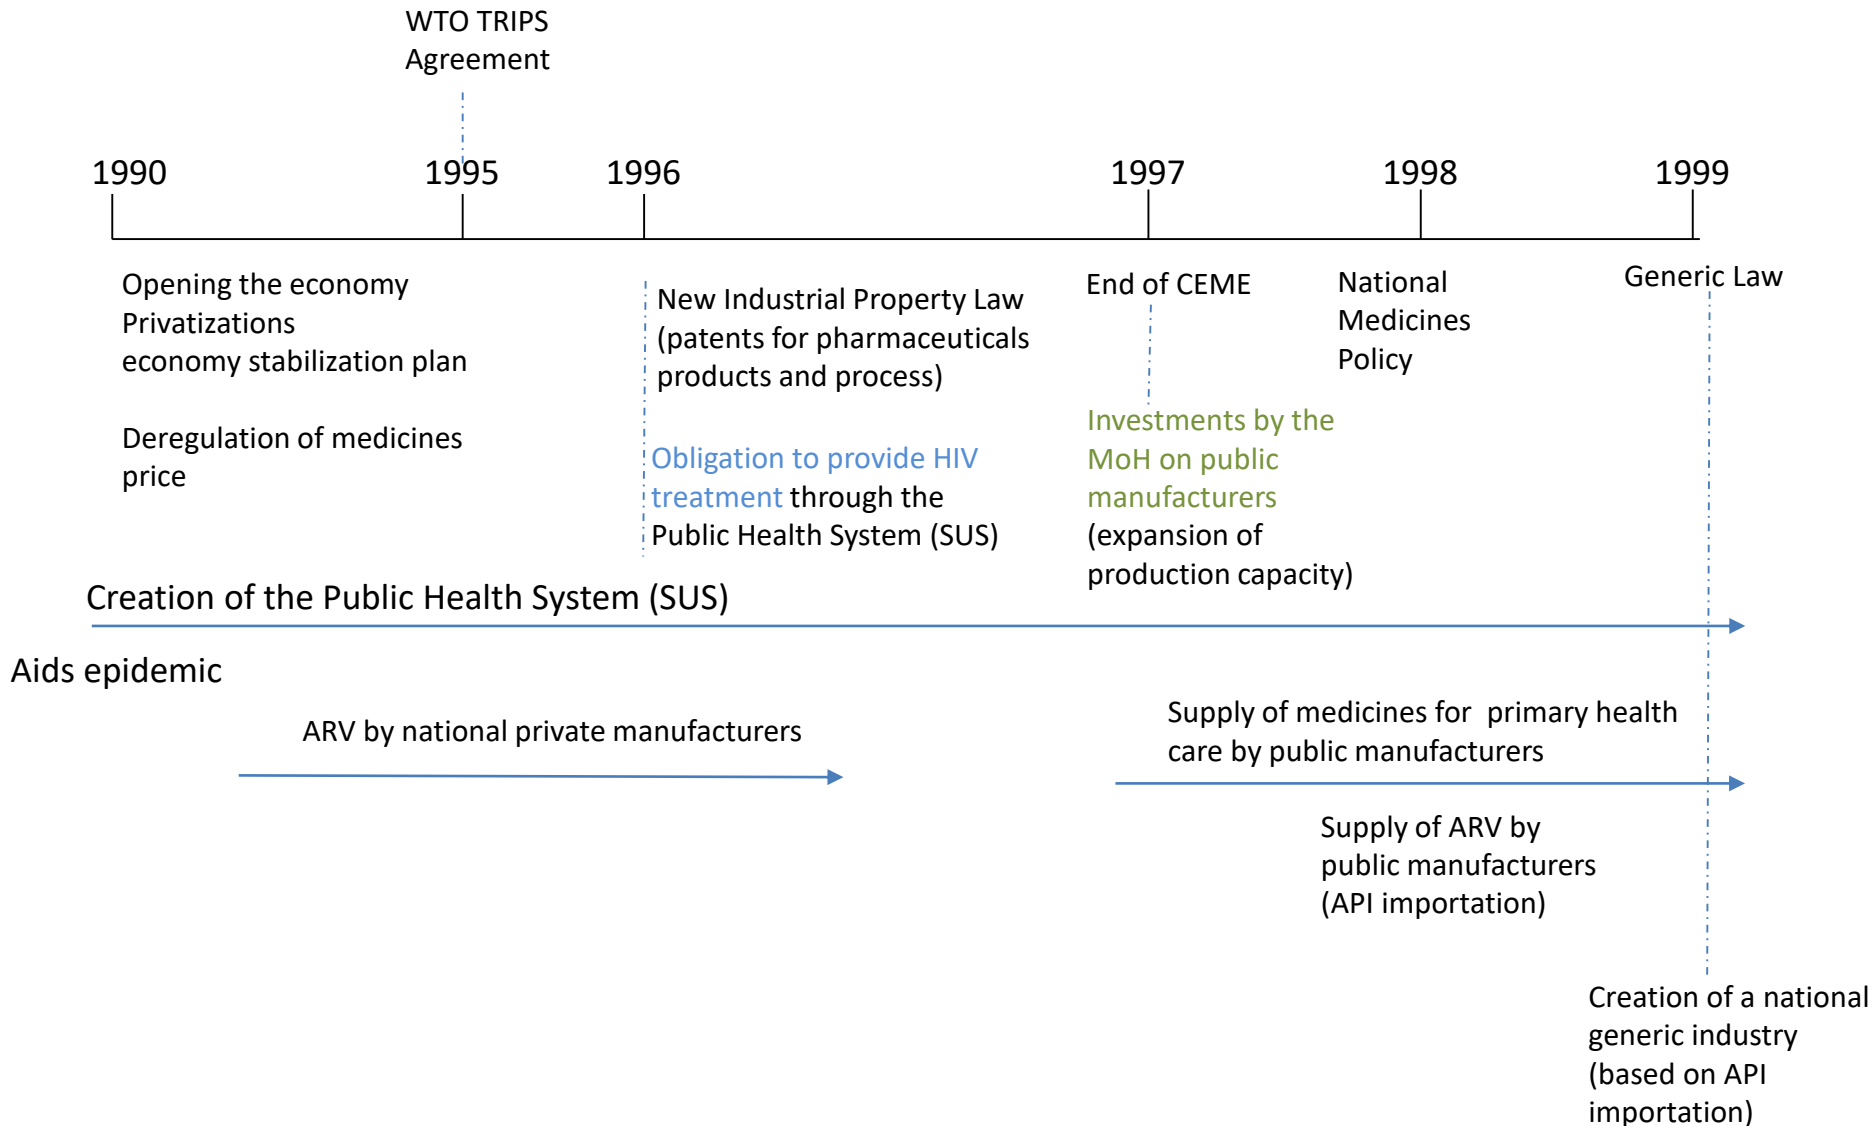 WTO TRIPS
Agreement
1990
1995
1996
1997
1998
1999
Opening the economy
Privatizations
economy stabilization plan
Deregulation of medicines
price
New Industrial Property Law
(patents for pharmaceuticals
products and process)
Obligation to provide HIV
treatment through the
Public Health System (SUS)
End of CEME
Investments by the
MoH on public
manufacturers
(expansion of
production capacity)
National
Medicines
Policy
Generic Law
Creation of the Public Health System (SUS)
Aids epidemic
ARV by national private manufacturers
Supply of medicines for  primary health
care by public manufacturers
Supply of ARV by
public manufacturers
(API importation)
Creation of a national
generic industry
(based on API
importation)